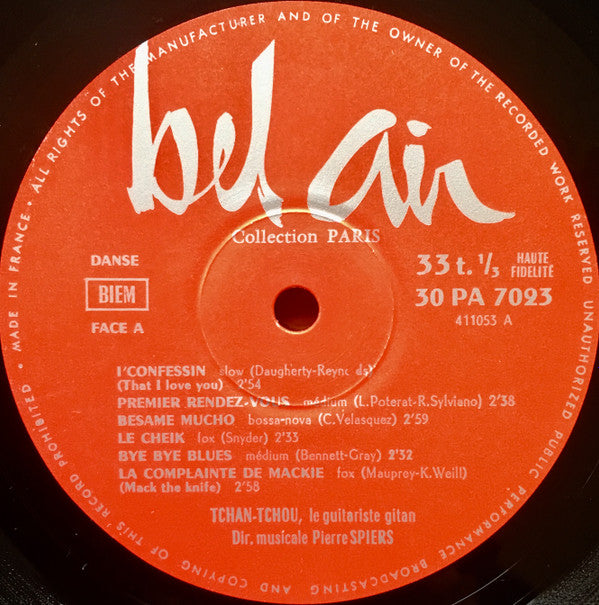 MADE IN FRANCE • ALL RIGHTS OF THE MANUFACTURER AND OF THE OWNER OF THE RECORDED WORK RESERVED UNAUTHORIZED PUBLIC PERFORMANCE BROADCASTING AND COPYING OF THIS RECORD PROHIBITED •
bel air
Collection PARIS
DANSE
33 t. 1/3 HAUTE FIDELITÉ
BIEM
30 PA 7023
FACE A
411053 A
I'CONFESSIN slow (Daugherty-Reyno ds)
(That I love you) 2'54
PREMIER RENDEZ-VOUS médium (L.Poterat-R.Sylviano) 2'38
BESAME MUCHO bossa-nova (C.Velasquez) 2'59
LE CHEIK fox (Snyder) 2'33
BYE BYE BLUES médium (Bennett-Gray) 2'32
LA COMPLAINTE DE MACKIE fox (Mauprey-K.Weill)
(Mack the knife) 2'58
TCHAN-TCHOU, le guitariste gitan
Dir. musicale Pierre SPIERS